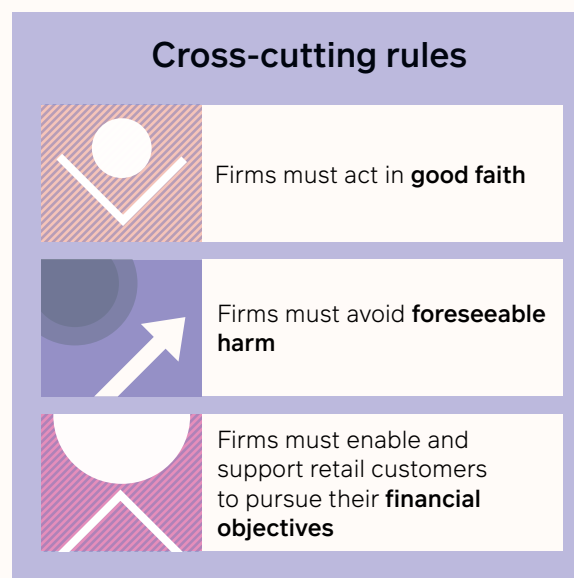 Cross-cutting rules
Firms must act in good faith
Firms must avoid foreseeable
harm
Firms must enable and
support retail customers
to pursue their financial
objectives